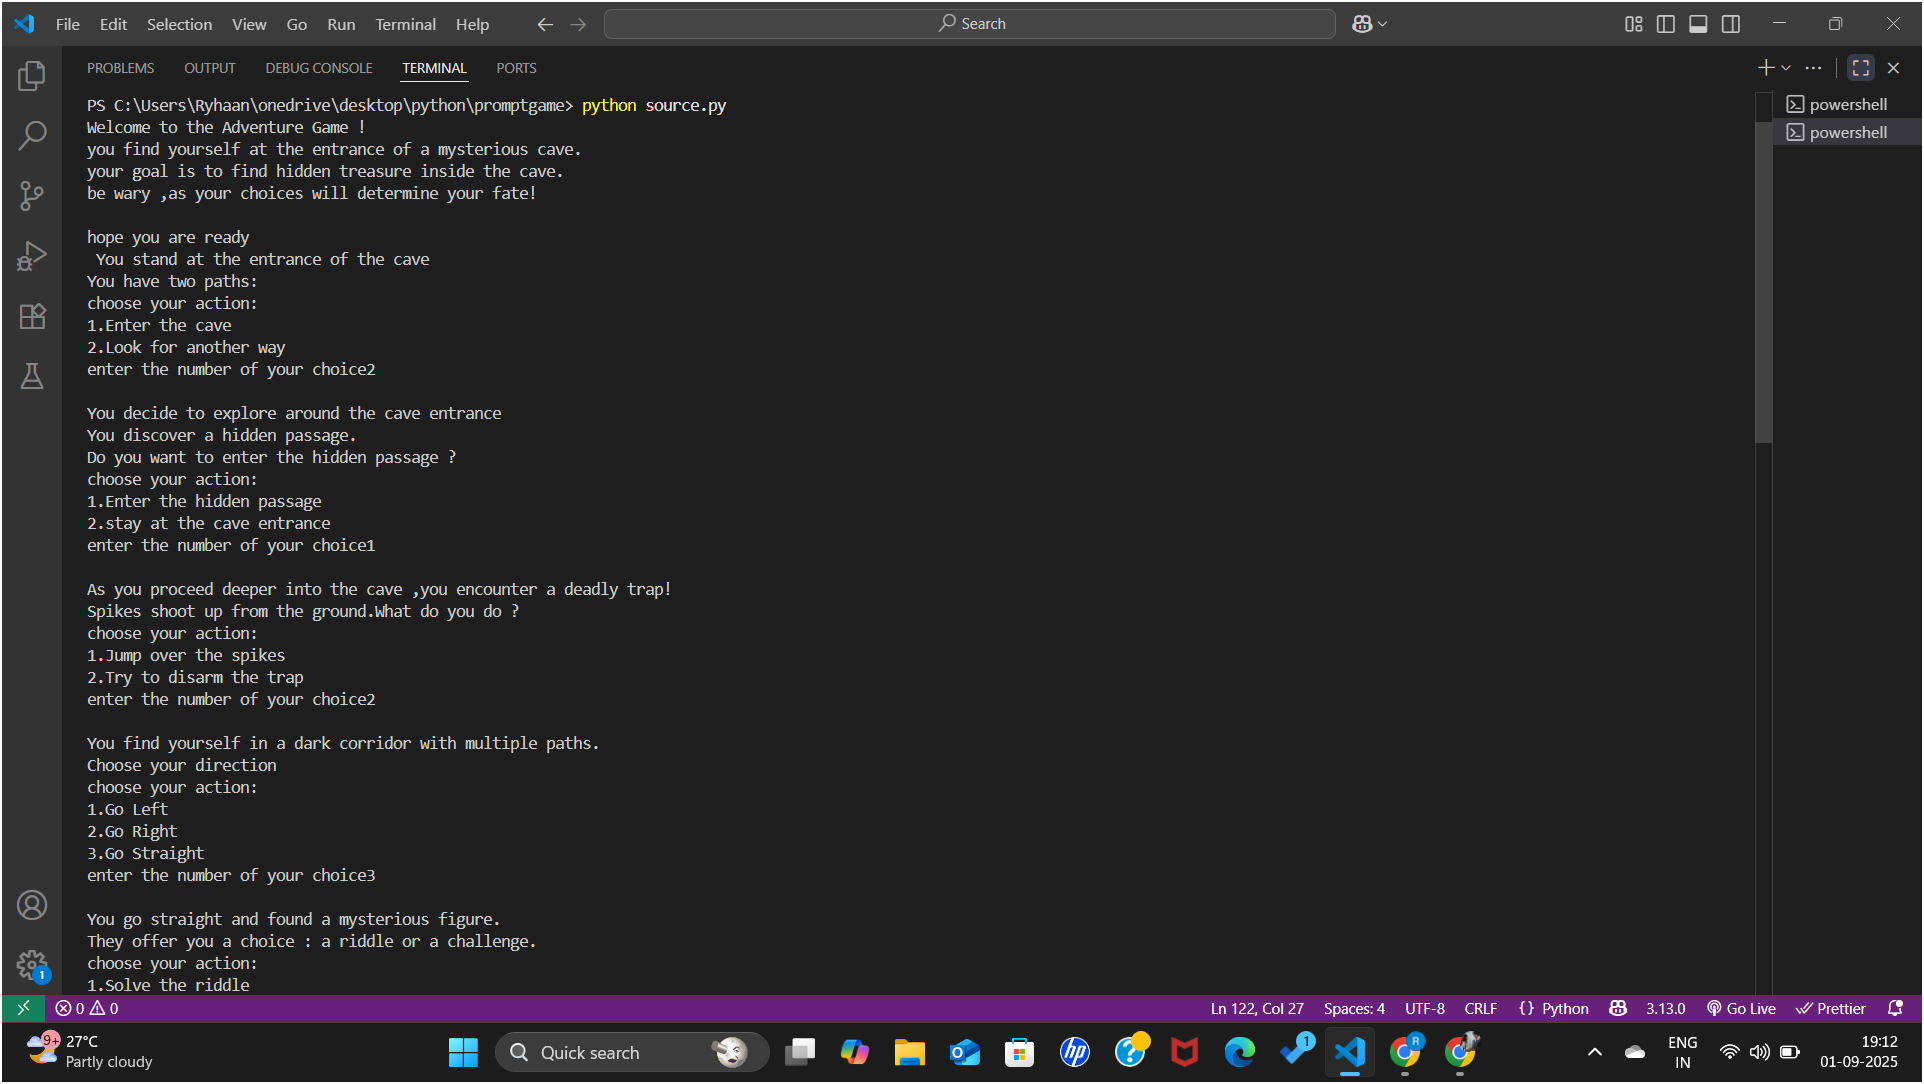 File Edit Selection View Go Run Terminal Help
Search
PROBLEMS OUTPUT DEBUG CONSOLE TERMINAL PORTS
powershell
powershell
PS C:\Users\Ryhaan\onedrive\desktop\python\promptgame> python source.py
Welcome to the Adventure Game !
you find yourself at the entrance of a mysterious cave.
your goal is to find hidden treasure inside the cave.
be wary ,as your choices will determine your fate!
hope you are ready
You stand at the entrance of the cave
You have two paths:
choose your action:
1.Enter the cave
2.Look for another way
enter the number of your choice2
You decide to explore around the cave entrance
You discover a hidden passage.
Do you want to enter the hidden passage ?
choose your action:
1.Enter the hidden passage
2.stay at the cave entrance
enter the number of your choice1
As you proceed deeper into the cave ,you encounter a deadly trap!
Spikes shoot up from the ground.What do you do ?
choose your action:
1.Jump over the spikes
2.Try to disarm the trap
enter the number of your choice2
You find yourself in a dark corridor with multiple paths.
Choose your direction
choose your action:
1.Go Left
2.Go Right
3.Go Straight
enter the number of your choice3
You go straight and found a mysterious figure.
They offer you a choice : a riddle or a challenge.
choose your action:
1.Solve the riddle
1
0 0 Ln 122, Col 27 Spaces: 4 UTF-8 CRLF {} Python 3.13.0 Go Live Prettier
9+ 27°C
Partly cloudy
Quick search
hp
R
1
ENG
IN
19:12
01-09-2025